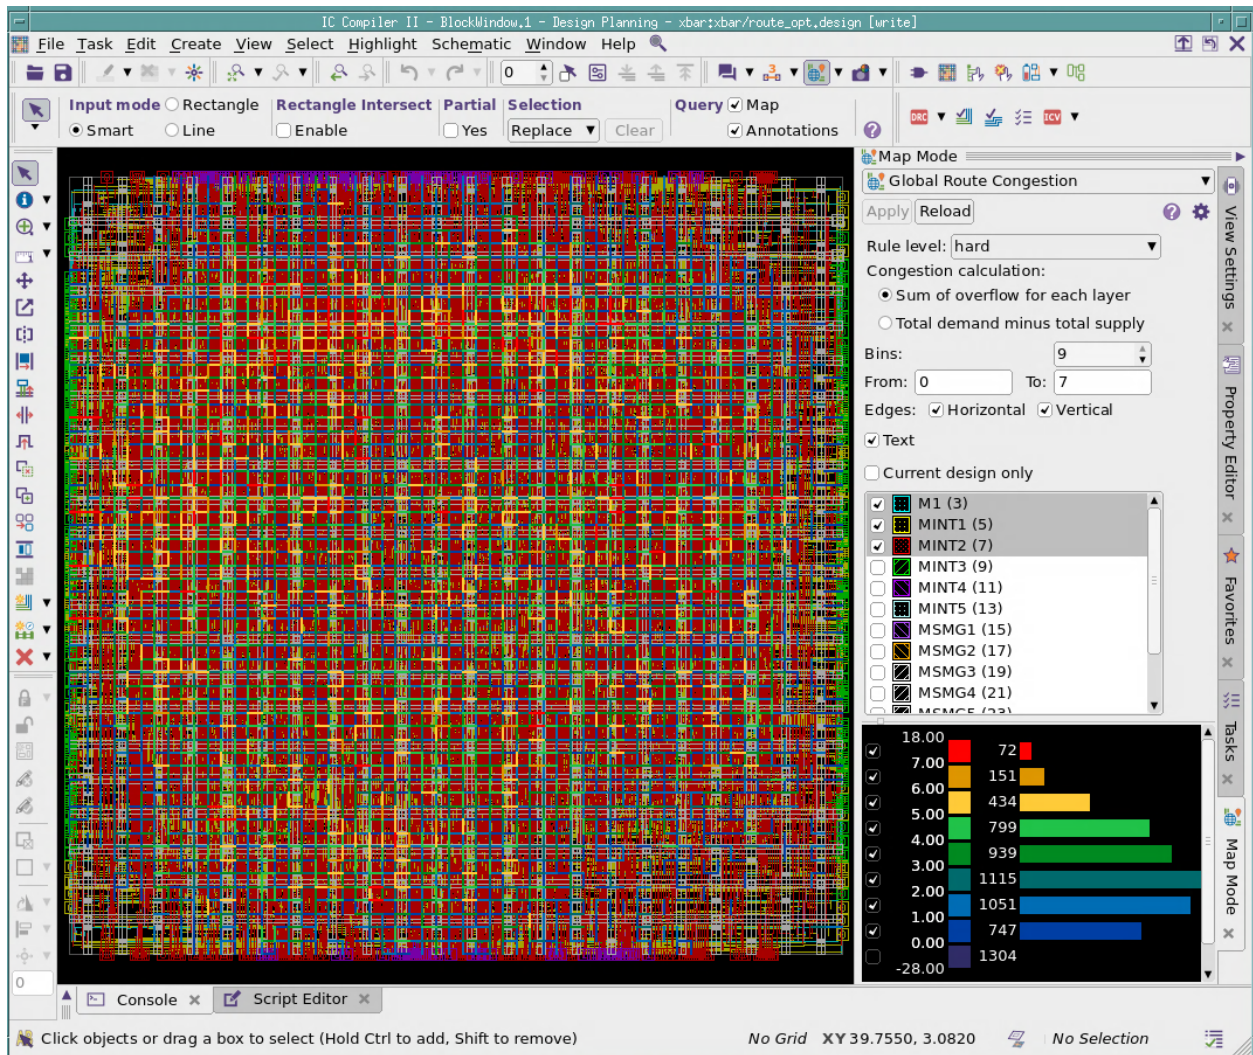 IC Compiler II - BlockWindow.1 - Design Planning - xbar:xbar/route_opt.design [write]
File Task Edit Create View Select Highlight Schematic Window Help
0
3
Input mode Rectangle Rectangle Intersect Partial Selection Query Map
Smart Line Enable Yes Replace Clear Annotations
DRC ICV
Map Mode
Global Route Congestion
Apply Reload
Rule level: hard
Congestion calculation:
Sum of overflow for each layer
Total demand minus total supply
Bins: 9
From: 0 To: 7
Edges: Horizontal Vertical
Text
Current design only
M1 (3)
MINT1 (5)
MINT2 (7)
MINT3 (9)
MINT4 (11)
MINT5 (13)
MSMG1 (15)
MSMG2 (17)
MSMG3 (19)
MSMG4 (21)
MSMG5 (23)
18.00
72
7.00
151
6.00
434
5.00
799
4.00
939
3.00
1115
2.00
1051
1.00
747
0.00
1304
-28.00
View Settings
Property Editor
Favorites
Tasks
Map Mode
0
Console
Script Editor
Click objects or drag a box to select (Hold Ctrl to add, Shift to remove) No Grid XY 39.7550, 3.0820 No Selection